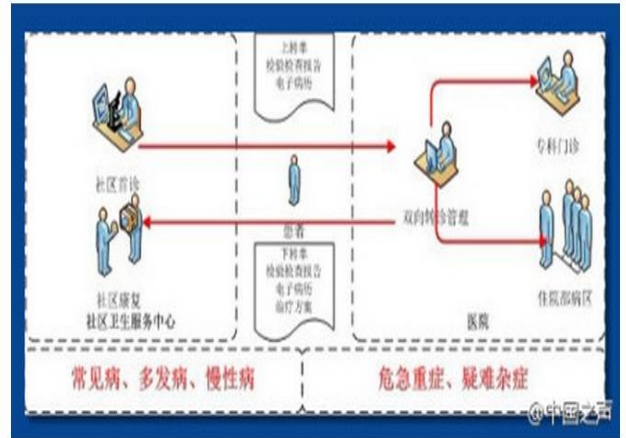 上转单
检验检查报告
电子病历
社区首诊
专科门诊
患者
双向转诊管理
下转单
检验检查报告
电子病历
治疗方案
社区康复
社区卫生服务中心
住院部病区
医院
常见病、多发病、慢性病
危急重症、疑难杂症
@中国之声